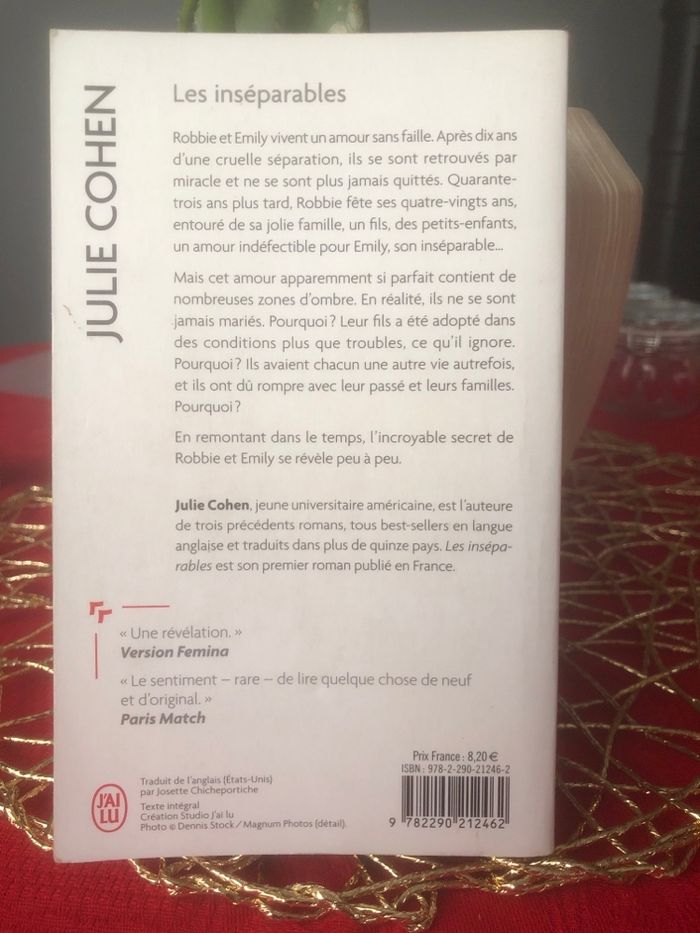 JULIE COHEN
Les inséparables
Robbie et Emily vivent un amour sans faille. Après dix ans
d'une cruelle séparation, ils se sont retrouvés par
miracle et ne se sont plus jamais quittés. Quarante-
trois ans plus tard, Robbie fête ses quatre-vingts ans,
entouré de sa jolie famille, un fils, des petits-enfants,
un amour indéfectible pour Emily, son inséparable...
Mais cet amour apparemment si parfait contient de
nombreuses zones d'ombre. En réalité, ils ne se sont
jamais mariés. Pourquoi ? Leur fils a été adopté dans
des conditions plus que troubles, ce qu'il ignore.
Pourquoi ? Ils avaient chacun une autre vie autrefois,
et ils ont dû rompre avec leur passé et leurs familles.
Pourquoi ?
En remontant dans le temps, l'incroyable secret de
Robbie et Emily se révèle peu à peu.
Julie Cohen, jeune universitaire américaine, est l'auteure
de trois précédents romans, tous best-sellers en langue
anglaise et traduits dans plus de quinze pays. Les insépa-
rables est son premier roman publié en France.
« Une révélation. »
Version Femina
« Le sentiment – rare – de lire quelque chose de neuf
et d'original. »
Paris Match
Prix France : 8,20 €
ISBN : 978-2-290-21246-2
9 782290 212462
J'AI
LU
Traduit de l'anglais (États-Unis)
par Josette Chicheportiche
Texte intégral
Création Studio J'ai lu
Photo © Dennis Stock / Magnum Photos (détail).